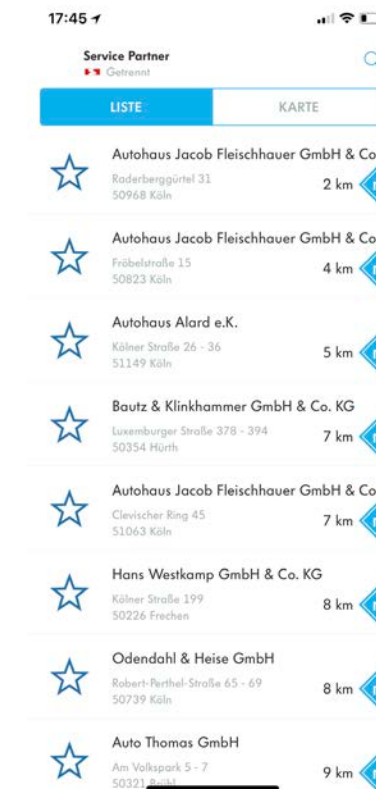 17:45
Service Partner
Getrennt
LISTE
KARTE
Autohaus Jacob Fleischhauer GmbH & Co
Raderberggürtel 31
50968 Köln
2 km
Autohaus Jacob Fleischhauer GmbH & Co
Fröbelstraße 15
50823 Köln
4 km
Autohaus Alard e.K.
Kölner Straße 26 - 36
51149 Köln
5 km
Bautz & Klinkhammer GmbH & Co. KG
Luxemburger Straße 378 - 394
50354 Hürth
7 km
Autohaus Jacob Fleischhauer GmbH & Co
Clevischer Ring 45
51063 Köln
7 km
Hans Westkamp GmbH & Co. KG
Kölner Straße 199
50226 Frechen
8 km
Odendahl & Heise GmbH
Robert-Perthel-Straße 65 - 69
50739 Köln
8 km
Auto Thomas GmbH
Am Volkspark 5 - 7
50321 Brühl
9 km